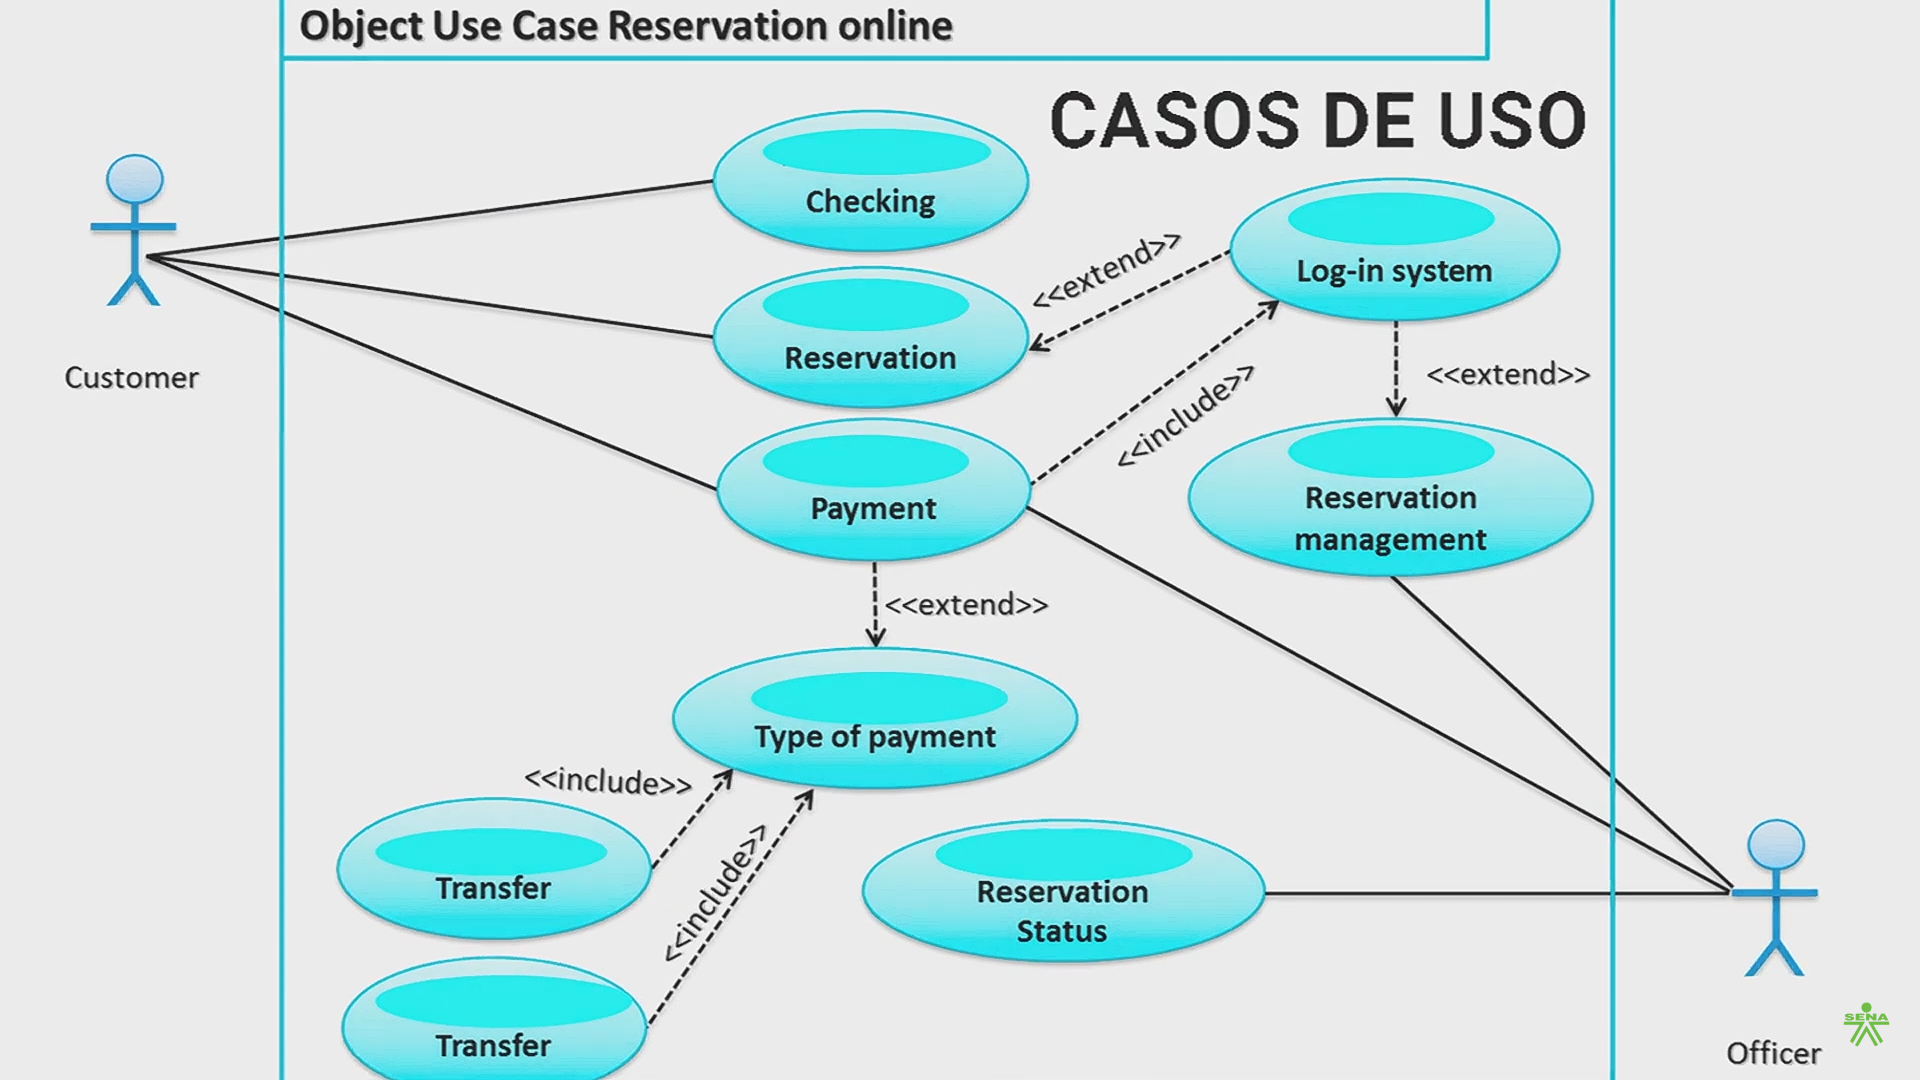 Object Use Case Reservation online
CASOS DE USO
Checking
Log-in system
<<extend>>
Reservation
<<extend>>
Customer
<<include>>
Reservation
management
Payment
<<extend>>
Type of payment
<<include>>
Transfer
<<include>>
Reservation
Status
SENA
Transfer
Officer